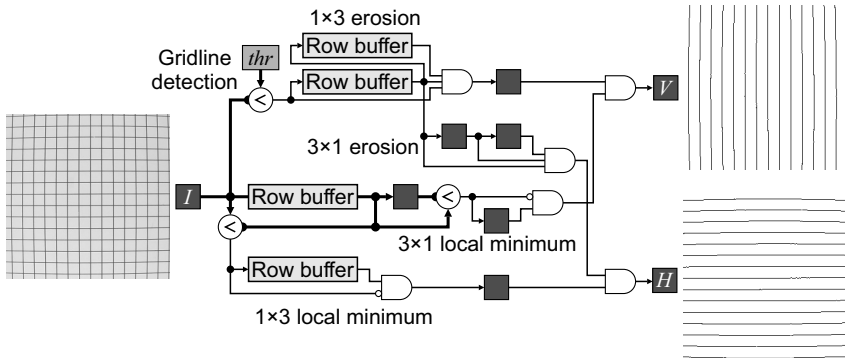 1×3 erosion
Row buffer
Gridline
detection
thr
Row buffer
<
V
3×1 erosion
I
Row buffer
<
<
3×1 local minimum
Row buffer
H
1×3 local minimum